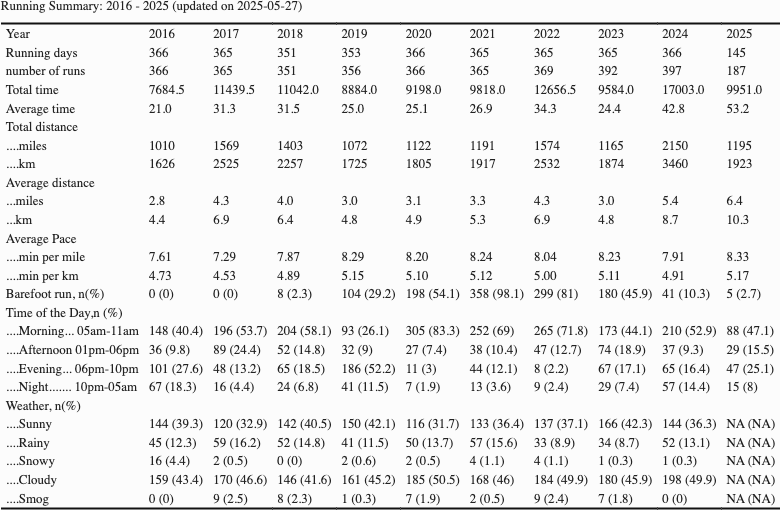 Running Summary: 2016 - 2025 (updated on 2025-05-27)
Year 2016 2017 2018 2019 2020 2021 2022 2023 2024 2025
Running days 366 365 351 353 366 365 365 365 366 145
number of runs 366 365 351 356 366 365 369 392 397 187
Total time 7684.5 11439.5 11042.0 8884.0 9198.0 9818.0 12656.5 9584.0 17003.0 9951.0
Average time 21.0 31.3 31.5 25.0 25.1 26.9 34.3 24.4 42.8 53.2
Total distance
....miles 1010 1569 1403 1072 1122 1191 1574 1165 2150 1195
....km 1626 2525 2257 1725 1805 1917 2532 1874 3460 1923
Average distance
...miles 2.8 4.3 4.0 3.0 3.1 3.3 4.3 3.0 5.4 6.4
...km 4.4 6.9 6.4 4.8 4.9 5.3 6.9 4.8 8.7 10.3
Average Pace
....min per mile 7.61 7.29 7.87 8.29 8.20 8.24 8.04 8.23 7.91 8.33
....min per km 4.73 4.53 4.89 5.15 5.10 5.12 5.00 5.11 4.91 5.17
Barefoot run, n(%) 0 (0) 0 (0) 8 (2.3) 104 (29.2) 198 (54.1) 358 (98.1) 299 (81) 180 (45.9) 41 (10.3) 5 (2.7)
Time of the Day,n (%)
....Morning... 05am-11am 148 (40.4) 196 (53.7) 204 (58.1) 93 (26.1) 305 (83.3) 252 (69) 265 (71.8) 173 (44.1) 210 (52.9) 88 (47.1)
....Afternoon 01pm-06pm 36 (9.8) 89 (24.4) 52 (14.8) 32 (9) 27 (7.4) 38 (10.4) 47 (12.7) 74 (18.9) 37 (9.3) 29 (15.5)
....Evening... 06pm-10pm 101 (27.6) 48 (13.2) 65 (18.5) 186 (52.2) 11 (3) 44 (12.1) 8 (2.2) 67 (17.1) 65 (16.4) 47 (25.1)
....Night....... 10pm-05am 67 (18.3) 16 (4.4) 24 (6.8) 41 (11.5) 7 (1.9) 13 (3.6) 9 (2.4) 29 (7.4) 57 (14.4) 15 (8)
Weather, n(%)
....Sunny 144 (39.3) 120 (32.9) 142 (40.5) 150 (42.1) 116 (31.7) 133 (36.4) 137 (37.1) 166 (42.3) 144 (36.3) NA (NA)
....Rainy 45 (12.3) 59 (16.2) 52 (14.8) 41 (11.5) 50 (13.7) 57 (15.6) 33 (8.9) 34 (8.7) 52 (13.1) NA (NA)
....Snowy 16 (4.4) 2 (0.5) 0 (0) 2 (0.6) 2 (0.5) 4 (1.1) 4 (1.1) 1 (0.3) 1 (0.3) NA (NA)
....Cloudy 159 (43.4) 170 (46.6) 146 (41.6) 161 (45.2) 185 (50.5) 168 (46) 184 (49.9) 180 (45.9) 198 (49.9) NA (NA)
....Smog 0 (0) 9 (2.5) 8 (2.3) 1 (0.3) 7 (1.9) 2 (0.5) 9 (2.4) 7 (1.8) 0 (0) NA (NA)